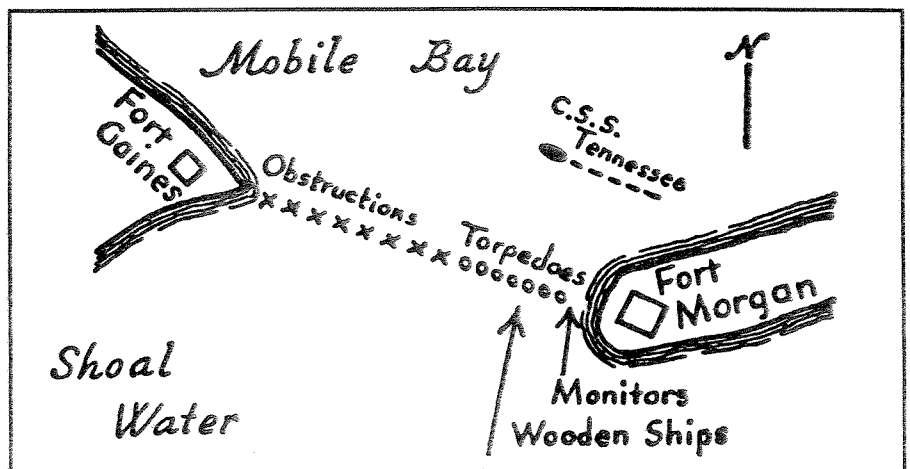 Mobile Bay
N
C.S.S.
Tennessee
Fort
Gaines
Obstructions
Torpedoes
Fort
Morgan
Shoal
Water
Monitors
Wooden Ships